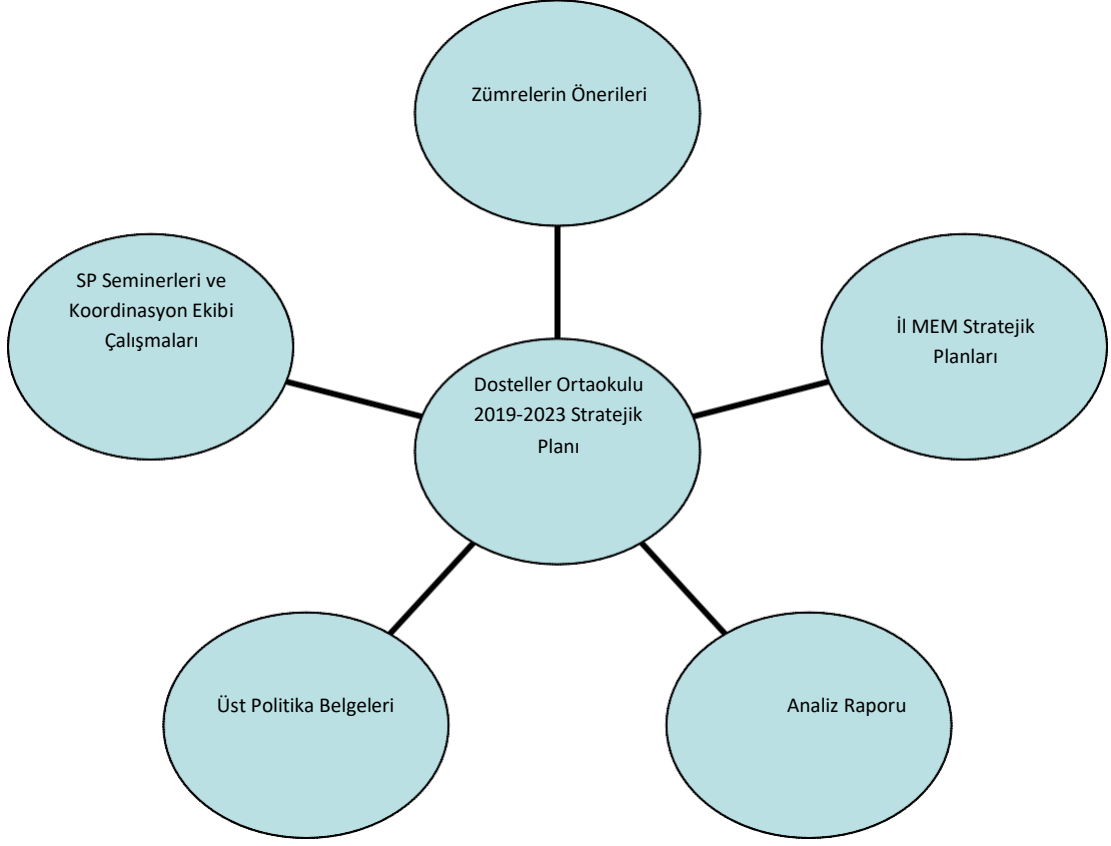 Zümrelerin Önerileri
SP Seminerleri ve
Koordinasyon Ekibi
Çalışmaları
İl MEM Stratejik
Planları
Dosteller Ortaokulu
2019-2023 Stratejik
Planı
Üst Politika Belgeleri
Analiz Raporu